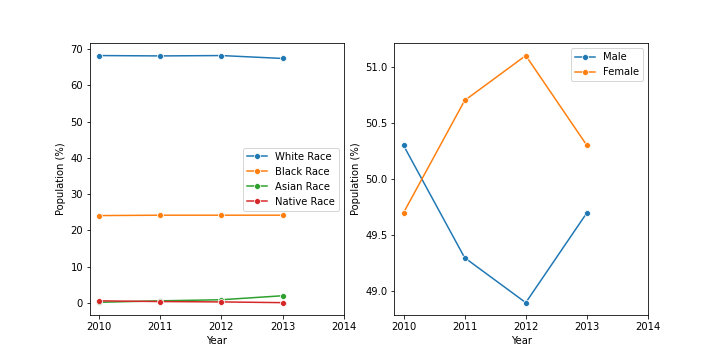 70
60
50
40
30
20
10
0
Population (%)
2010 2011 2012 2013 2014
Year
White Race
Black Race
Asian Race
Native Race
51.0
50.5
50.0
49.5
49.0
Population (%)
2010 2011 2012 2013 2014
Year
Male
Female